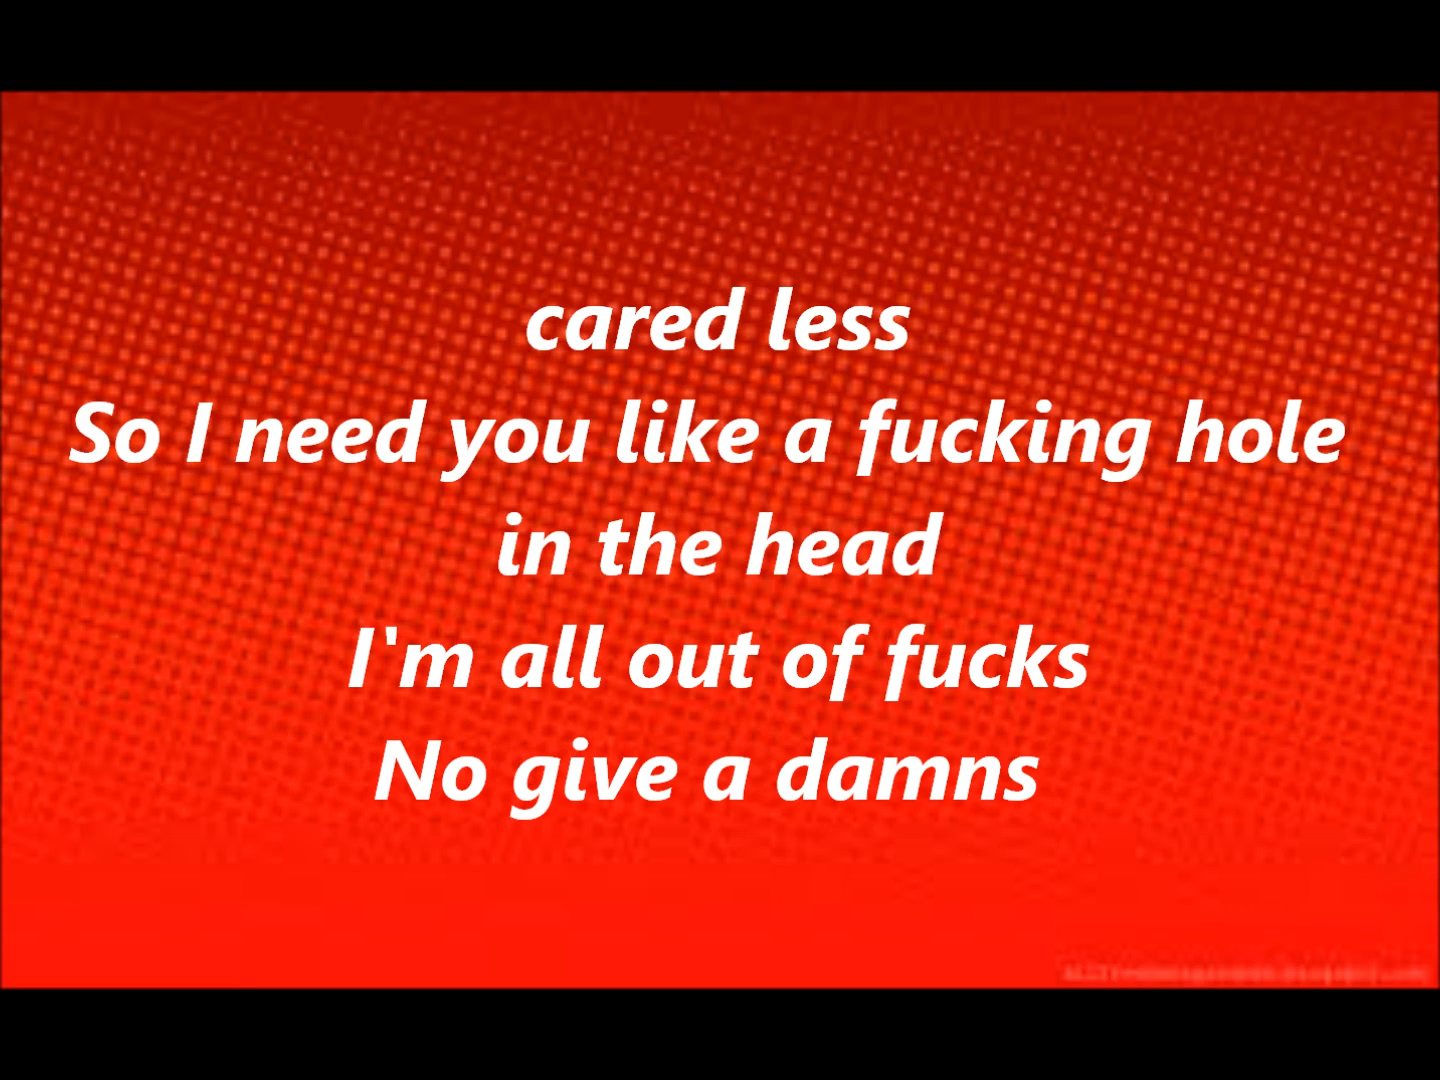 cared less
So I need you like a fucking hole
in the head
I'm all out of fucks
No give a damns